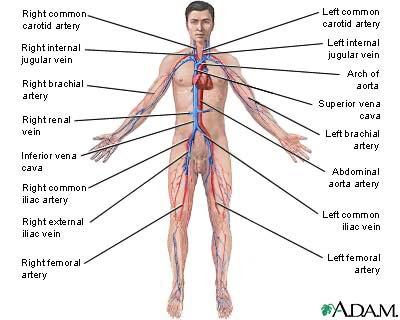 Right common
carotid artery
Right internal
jugular vein
Right brachial
artery
Right renal
vein
Inferior vena
cava
Right common
iliac artery
Right external
iliac vein
Right femoral
artery
Left common
carotid artery
Left internal
jugular vein
Arch of
aorta
Superior vena
cava
Left brachial
artery
Abdominal
aorta artery
Left common
iliac vein
Left femoral
artery
ADAM.